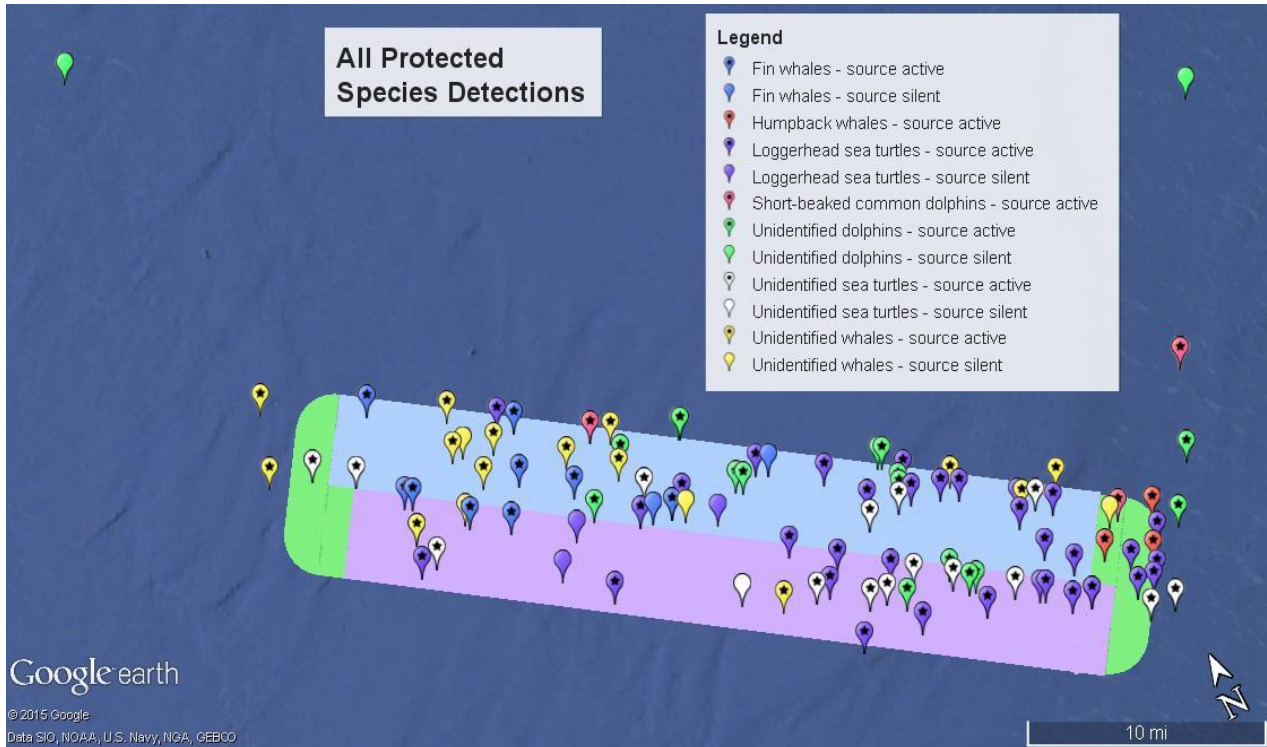 All Protected
Species Detections
Legend
Fin whales - source active
Fin whales - source silent
Humpback whales - source active
Loggerhead sea turtles - source active
Loggerhead sea turtles - source silent
Short-beaked common dolphins - source active
Unidentified dolphins - source active
Unidentified dolphins - source silent
Unidentified sea turtles - source active
Unidentified sea turtles - source silent
Unidentified whales - source active
Unidentified whales - source silent
Google earth
© 2015 Google
Data SIO, NOAA, U.S. Navy, NGA, GEBCO
N
10 mi